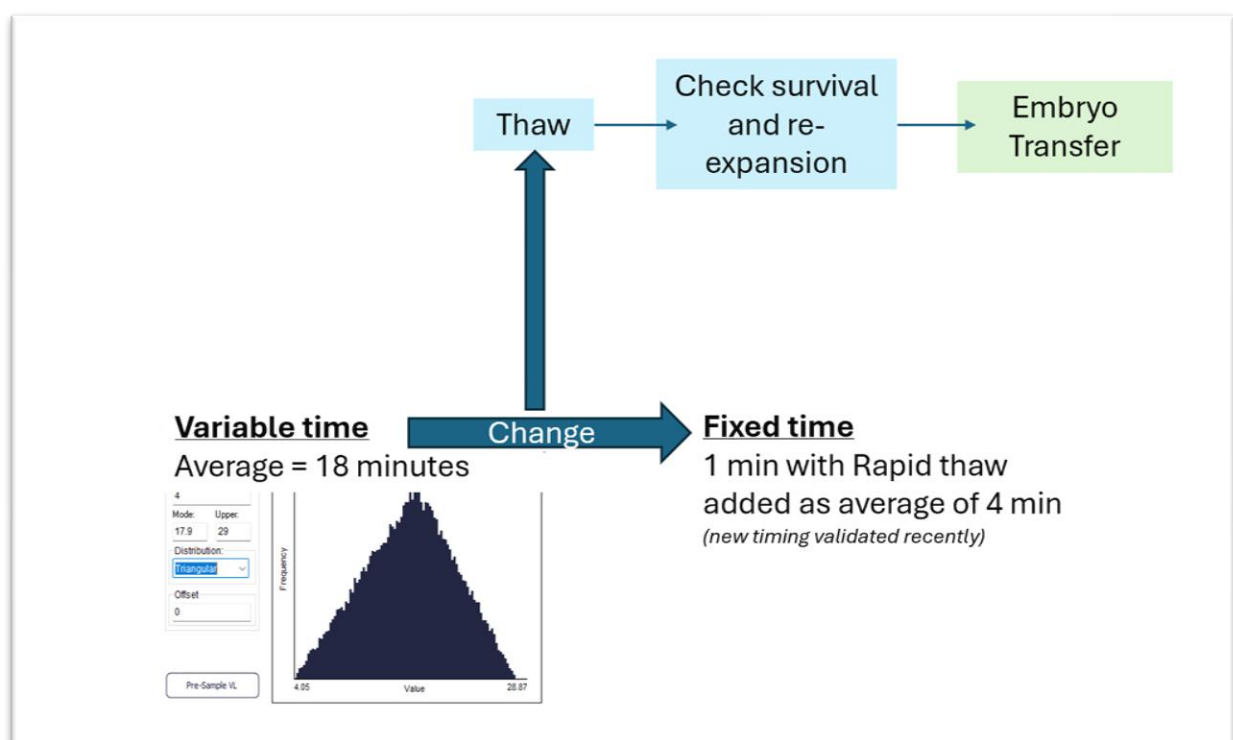 Thaw
Check survival
and re-
expansion
Embryo
Transfer
Variable time
Average = 18 minutes
Change
Fixed time
1 min with Rapid thaw
added as average of 4 min
(new timing validated recently)
4
Mode: Upper:
17.9 29
Distribution:
Triangular
Offset
0
Pre-Sample VL
Frequency
4.05 Value 28.87